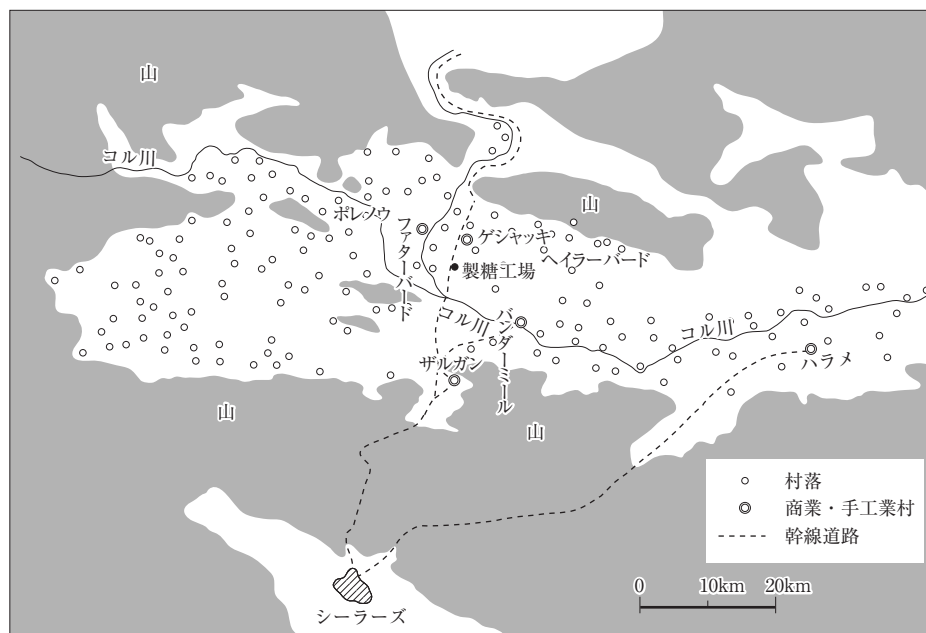 山
コル川
山
ポレノウ
ファターバード
ゲシャッキ
ヘイラーバード
製糖工場
コル川
バンダーミール
コル川
ザルガン
ハラメ
山
山
シーラーズ
村落
商業・手工業村
幹線道路
0 10km 20km